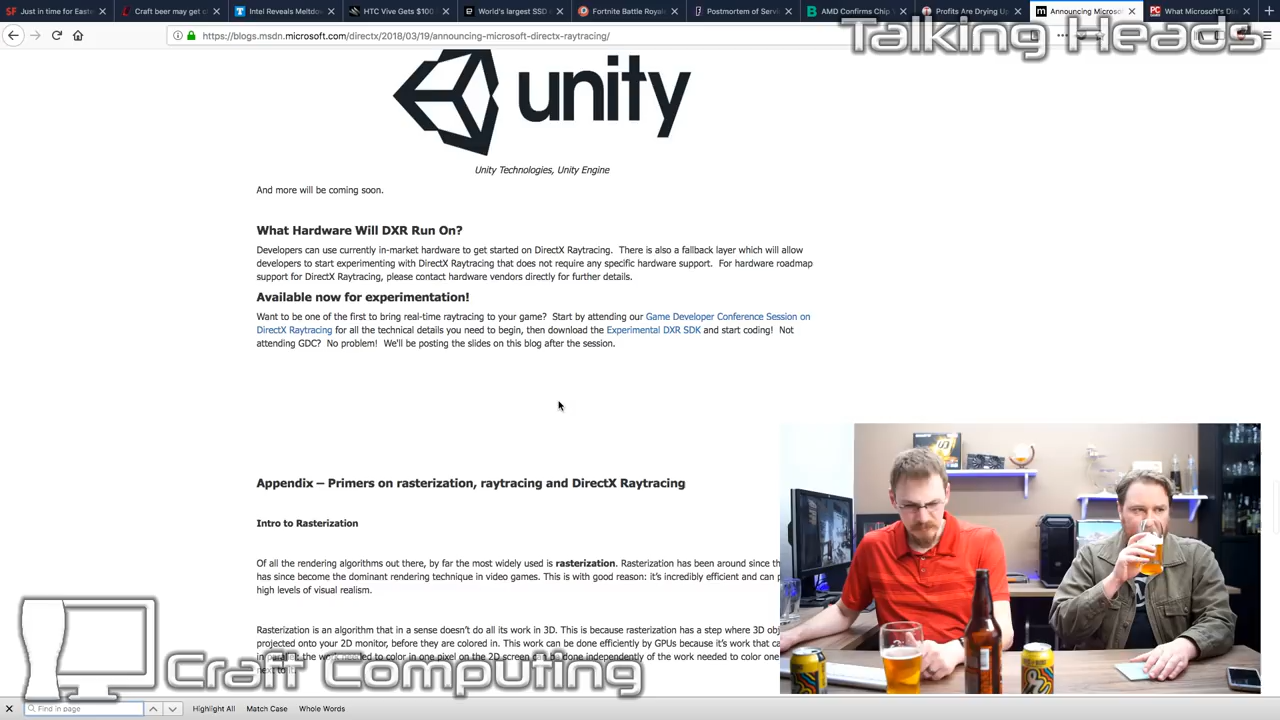 Just in time for Easte
Craft beer may get c
Intel Reveals Meltdow
HTC Vive Gets $100
World's largest SSD
Fortnite Battle Royal
Postmortem of Servi
AMD Confirms Chip V
Profits Are Drying Up
Announcing Microsof
What Microsoft's Dir
https://blogs.msdn.microsoft.com/directx/2018/03/19/announcing-microsoft-directx-raytracing/
Talking Heads
unity
Unity Technologies, Unity Engine
And more will be coming soon.
What Hardware Will DXR Run On?
Developers can use currently in-market hardware to get started on DirectX Raytracing. There is also a fallback layer which will allow
developers to start experimenting with DirectX Raytracing that does not require any specific hardware support. For hardware roadmap
support for DirectX Raytracing, please contact hardware vendors directly for further details.
Available now for experimentation!
Want to be one of the first to bring real-time raytracing to your game? Start by attending our Game Developer Conference Session on
DirectX Raytracing for all the technical details you need to begin, then download the Experimental DXR SDK and start coding! Not
attending GDC? No problem! We'll be posting the slides on this blog after the session.
Appendix – Primers on rasterization, raytracing and DirectX Raytracing
Intro to Rasterization
Of all the rendering algorithms out there, by far the most widely used is rasterization. Rasterization has been around since th
has since become the dominant rendering technique in video games. This is with good reason: it's incredibly efficient and can p
high levels of visual realism.
Rasterization is an algorithm that in a sense doesn't do all its work in 3D. This is because rasterization has a step where 3D obj
projected onto your 2D monitor, before they are colored in. This work can be done efficiently by GPUs because it's work that ca
in parallel: the work needed to color in one pixel on the 2D screen can be done independently of the work needed to color one
next to it.
Craft Computing
Find in page
Highlight All
Match Case
Whole Words